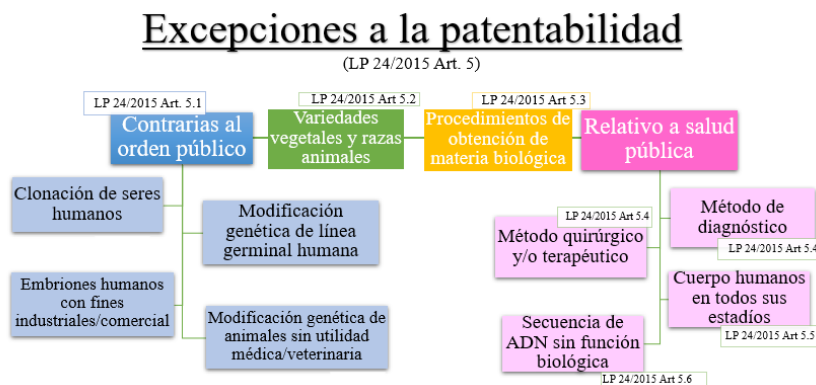 Excepciones a la patentabilidad
(LP 24/2015 Art. 5)
LP 24/2015 Art. 5.1
Contrarias al
orden público
LP 24/2015 Art 5.2
Variedades
vegetales y razas
animales
LP 24/2015 Art 5.3
Procedimientos de
obtención de
materia biológica
Relativo a salud
pública
Clonación de seres
humanos
Modificación
genética de línea
germinal humana
Embriones humanos
con fines
industriales/comercial
Modificación genética de
animales sin utilidad
médica/veterinaria
LP 24/2015 Art 5.4
Método quirúrgico
y/o terapéutico
Método de
diagnóstico
LP 24/2015 Art 5.4
Cuerpo humanos
en todos sus
estadíos
LP 24/2015 Art 5.5
Secuencia de
ADN sin función
biológica
LP 24/2015 Art 5.6